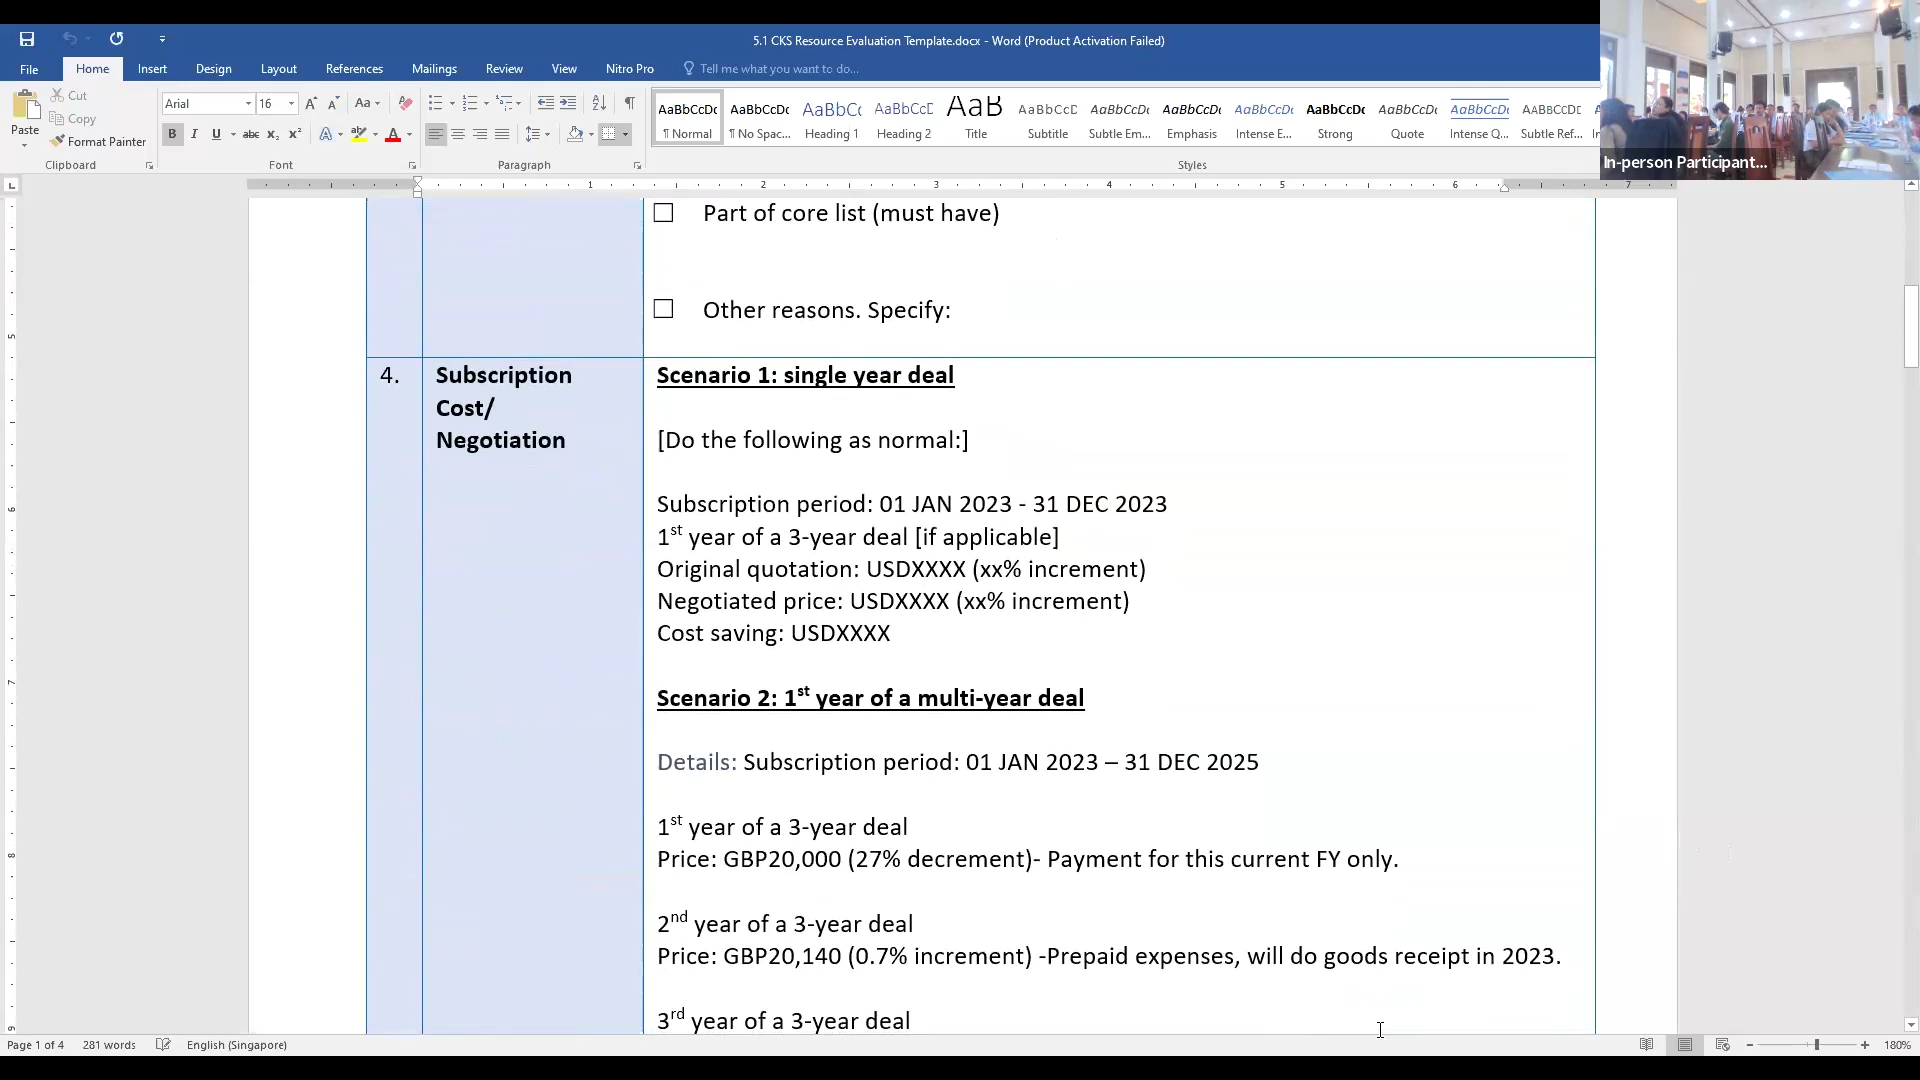 5.1 CKS Resource Evaluation Template.docx - Word (Product Activation Failed)
File Home Insert Design Layout References Mailings Review View Nitro Pro Tell me what you want to do...
Paste
Cut
Copy
Format Painter
Clipboard
Arial 16
Font
Paragraph
AaBbCcDc AaBbCcDc AaBbCc AaBbCcD AaB AaBbCcD AaBbCcDc AaBbCcDc AaBbCcDc AaBbCcDc AaBbCcDc AaBbCcDc AABBCCDC
¶ Normal ¶ No Spac... Heading 1 Heading 2 Title Subtitle Subtle Em... Emphasis Intense E... Strong Quote Intense Q... Subtle Ref...
Styles
In-person Participant...
1 2 3 4 5 6 7
Part of core list (must have)
Other reasons. Specify:
4. Subscription Cost/ Negotiation
Scenario 1: single year deal
[Do the following as normal:]
Subscription period: 01 JAN 2023 - 31 DEC 2023
1st year of a 3-year deal [if applicable]
Original quotation: USDXXXX (xx% increment)
Negotiated price: USDXXXX (xx% increment)
Cost saving: USDXXXX
Scenario 2: 1st year of a multi-year deal
Details: Subscription period: 01 JAN 2023 – 31 DEC 2025
1st year of a 3-year deal
Price: GBP20,000 (27% decrement)- Payment for this current FY only.
2nd year of a 3-year deal
Price: GBP20,140 (0.7% increment) -Prepaid expenses, will do goods receipt in 2023.
3rd year of a 3-year deal
Page 1 of 4 281 words English (Singapore) 180%